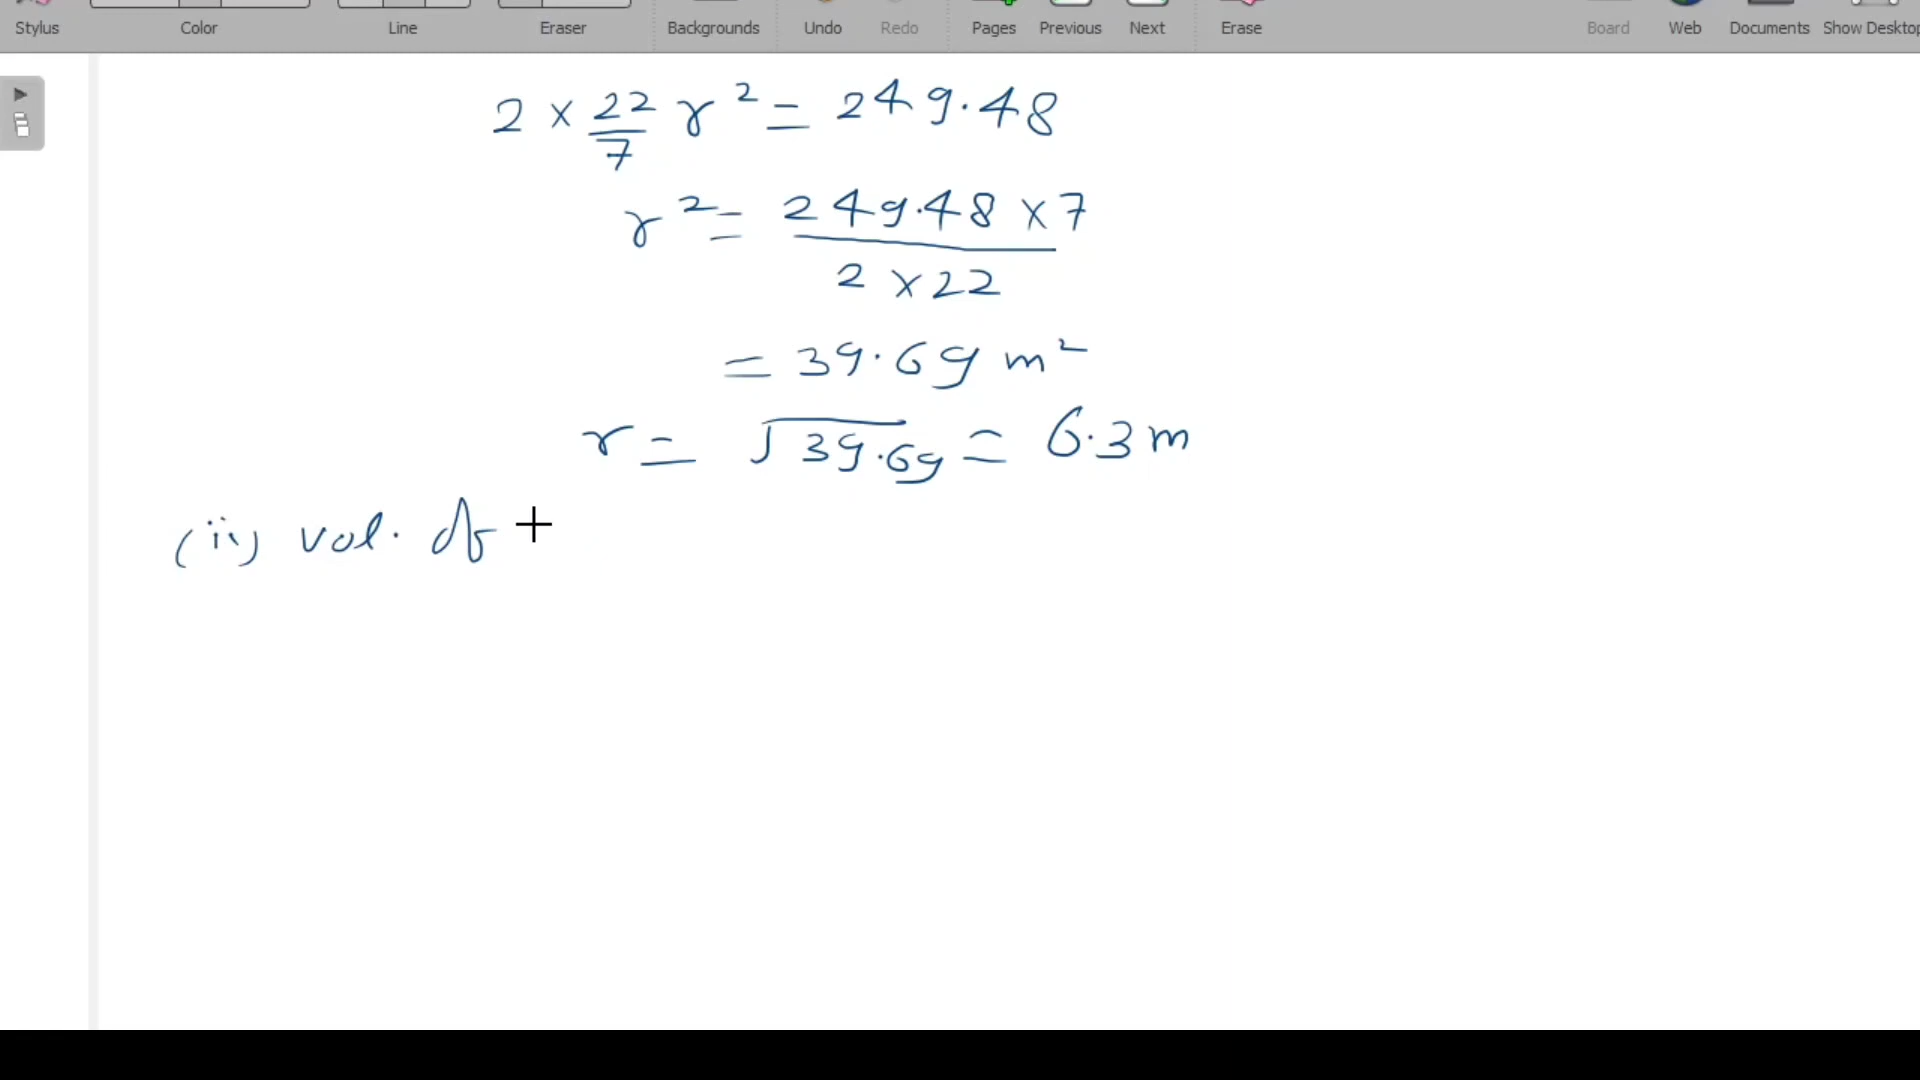 Stylus Color Line Eraser Backgrounds Undo Redo Pages Previous Next Erase Board Web Documents Show Desktop
2 × 22/7 r² = 249.48
r² = 249.48 × 7 / 2 × 22
= 39.69 m²
r = √39.69 = 6.3 m
(ii) vol. of